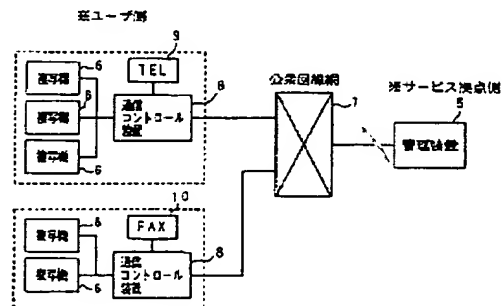 ※ユーザ側
9
TEL
6
複写機
6
複写機
複写機
6
通信
コントロール
装置
8
公衆回線網
7
※サービス拠点側
5
管理装置
10
FAX
6
複写機
複写機
6
通信
コントロール
装置
8